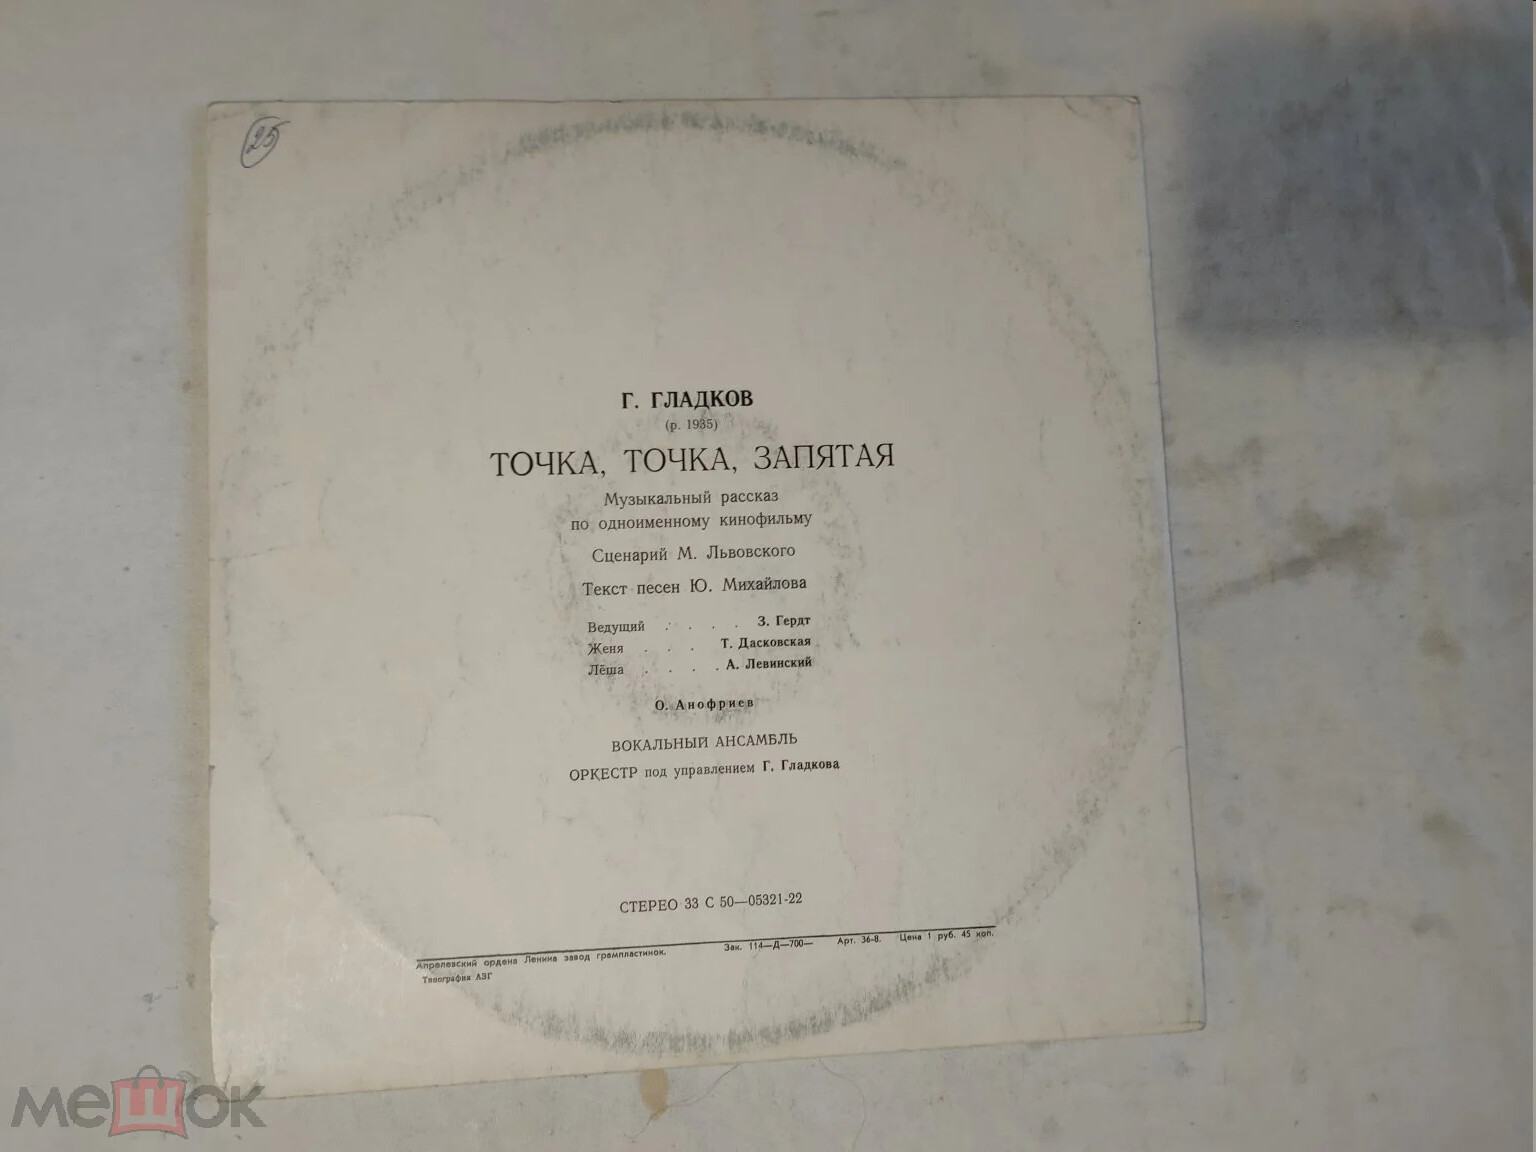 25
Г. ГЛАДКОВ
(р. 1935)
ТОЧКА, ТОЧКА, ЗАПЯТАЯ
Музыкальный рассказ
по одноименному кинофильму
Сценарий М. Львовского
Текст песен Ю. Михайлова
Ведущий . . . . З. Гердт
Женя . . . Т. Дасковская
Лёша . . . . А. Левинский
О. Анофриев
ВОКАЛЬНЫЙ АНСАМБЛЬ
ОРКЕСТР под управлением Г. Гладкова
СТЕРЕО 33 С 50—05321-22
Апрелевский ордена Ленина завод грампластинок. Зак. 114—Д—700— Арт. 36-8. Цена 1 руб. 45 коп.
Типография АЗГ
мешок